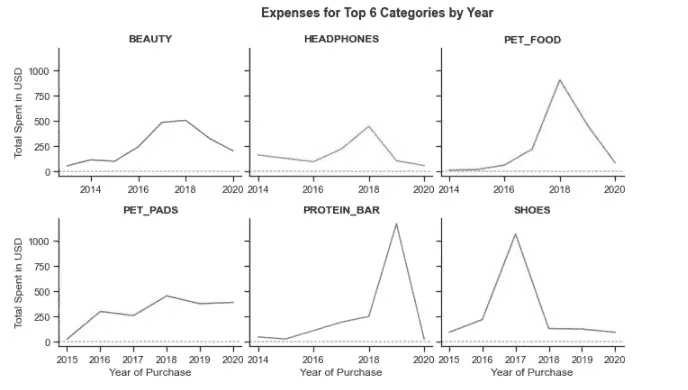 Expenses for Top 6 Categories by Year
BEAUTY HEADPHONES PET_FOOD
Total Spent in USD
1000
750
500
250
0
2014 2016 2018 2020 2014 2016 2018 2020 2014 2016 2018 2020
PET_PADS PROTEIN_BAR SHOES
Total Spent in USD
1000
750
500
250
0
2015 2016 2017 2018 2019 2020 2014 2016 2018 2020 2015 2016 2017 2018 2019 2020
Year of Purchase Year of Purchase Year of Purchase